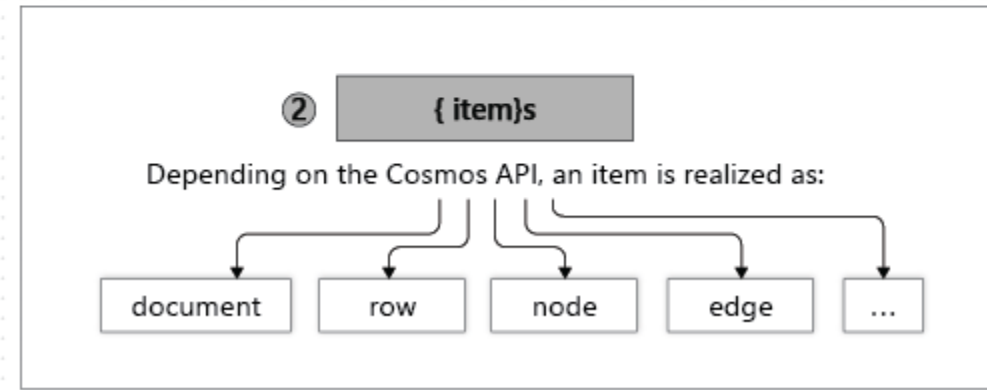 2
{ item}s
Depending on the Cosmos API, an item is realized as:
document
row
node
edge
...